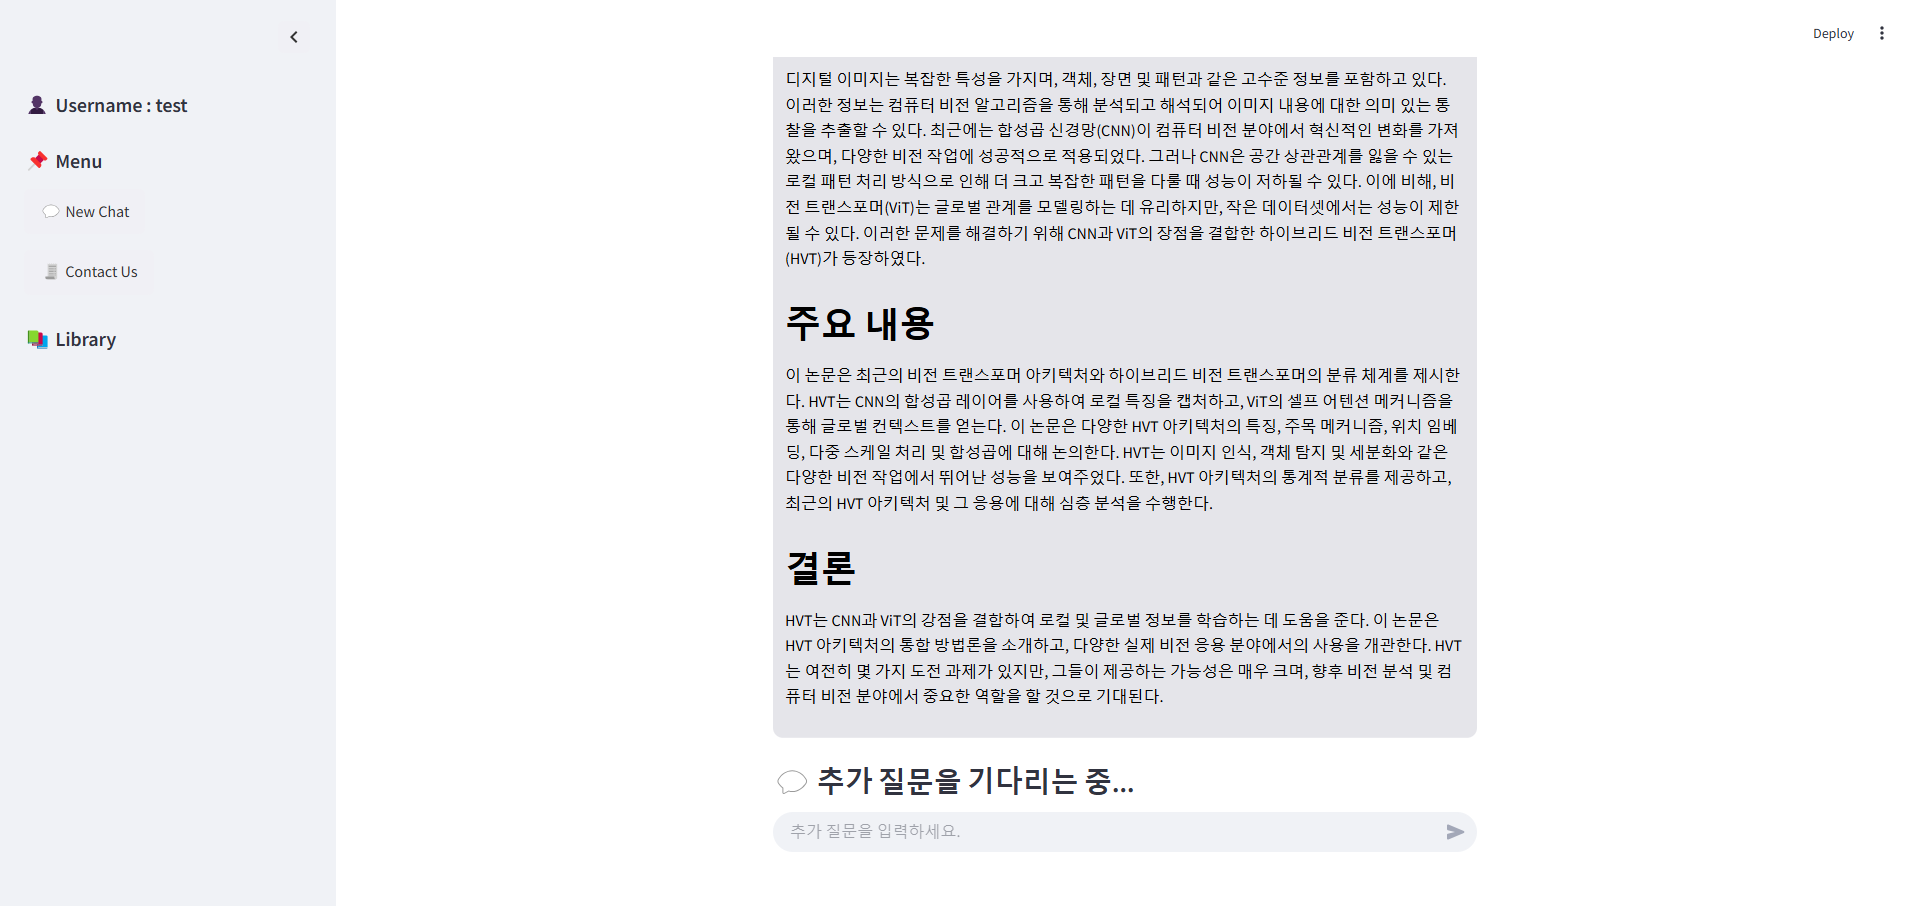 Deploy
Username : test
Menu
New Chat
Contact Us
Library
디지털 이미지는 복잡한 특성을 가지며, 객체, 장면 및 패턴과 같은 고수준 정보를 포함하고 있다.
이러한 정보는 컴퓨터 비전 알고리즘을 통해 분석되고 해석되어 이미지 내용에 대한 의미 있는 통
찰을 추출할 수 있다. 최근에는 합성곱 신경망(CNN)이 컴퓨터 비전 분야에서 혁신적인 변화를 가져
왔으며, 다양한 비전 작업에 성공적으로 적용되었다. 그러나 CNN은 공간 상관관계를 잃을 수 있는
로컬 패턴 처리 방식으로 인해 더 크고 복잡한 패턴을 다룰 때 성능이 저하될 수 있다. 이에 비해, 비
전 트랜스포머(ViT)는 글로벌 관계를 모델링하는 데 유리하지만, 작은 데이터셋에서는 성능이 제한
될 수 있다. 이러한 문제를 해결하기 위해 CNN과 ViT의 장점을 결합한 하이브리드 비전 트랜스포머
(HVT)가 등장하였다.
주요 내용
이 논문은 최근의 비전 트랜스포머 아키텍처와 하이브리드 비전 트랜스포머의 분류 체계를 제시한
다. HVT는 CNN의 합성곱 레이어를 사용하여 로컬 특징을 캡처하고, ViT의 셀프 어텐션 메커니즘을
통해 글로벌 컨텍스트를 얻는다. 이 논문은 다양한 HVT 아키텍처의 특징, 주목 메커니즘, 위치 임베
딩, 다중 스케일 처리 및 합성곱에 대해 논의한다. HVT는 이미지 인식, 객체 탐지 및 세분화와 같은
다양한 비전 작업에서 뛰어난 성능을 보여주었다. 또한, HVT 아키텍처의 통계적 분류를 제공하고,
최근의 HVT 아키텍처 및 그 응용에 대해 심층 분석을 수행한다.
결론
HVT는 CNN과 ViT의 강점을 결합하여 로컬 및 글로벌 정보를 학습하는 데 도움을 준다. 이 논문은
HVT 아키텍처의 통합 방법론을 소개하고, 다양한 실제 비전 응용 분야에서의 사용을 개관한다. HVT
는 여전히 몇 가지 도전 과제가 있지만, 그들이 제공하는 가능성은 매우 크며, 향후 비전 분석 및 컴
퓨터 비전 분야에서 중요한 역할을 할 것으로 기대된다.
추가 질문을 기다리는 중...
추가 질문을 입력하세요.